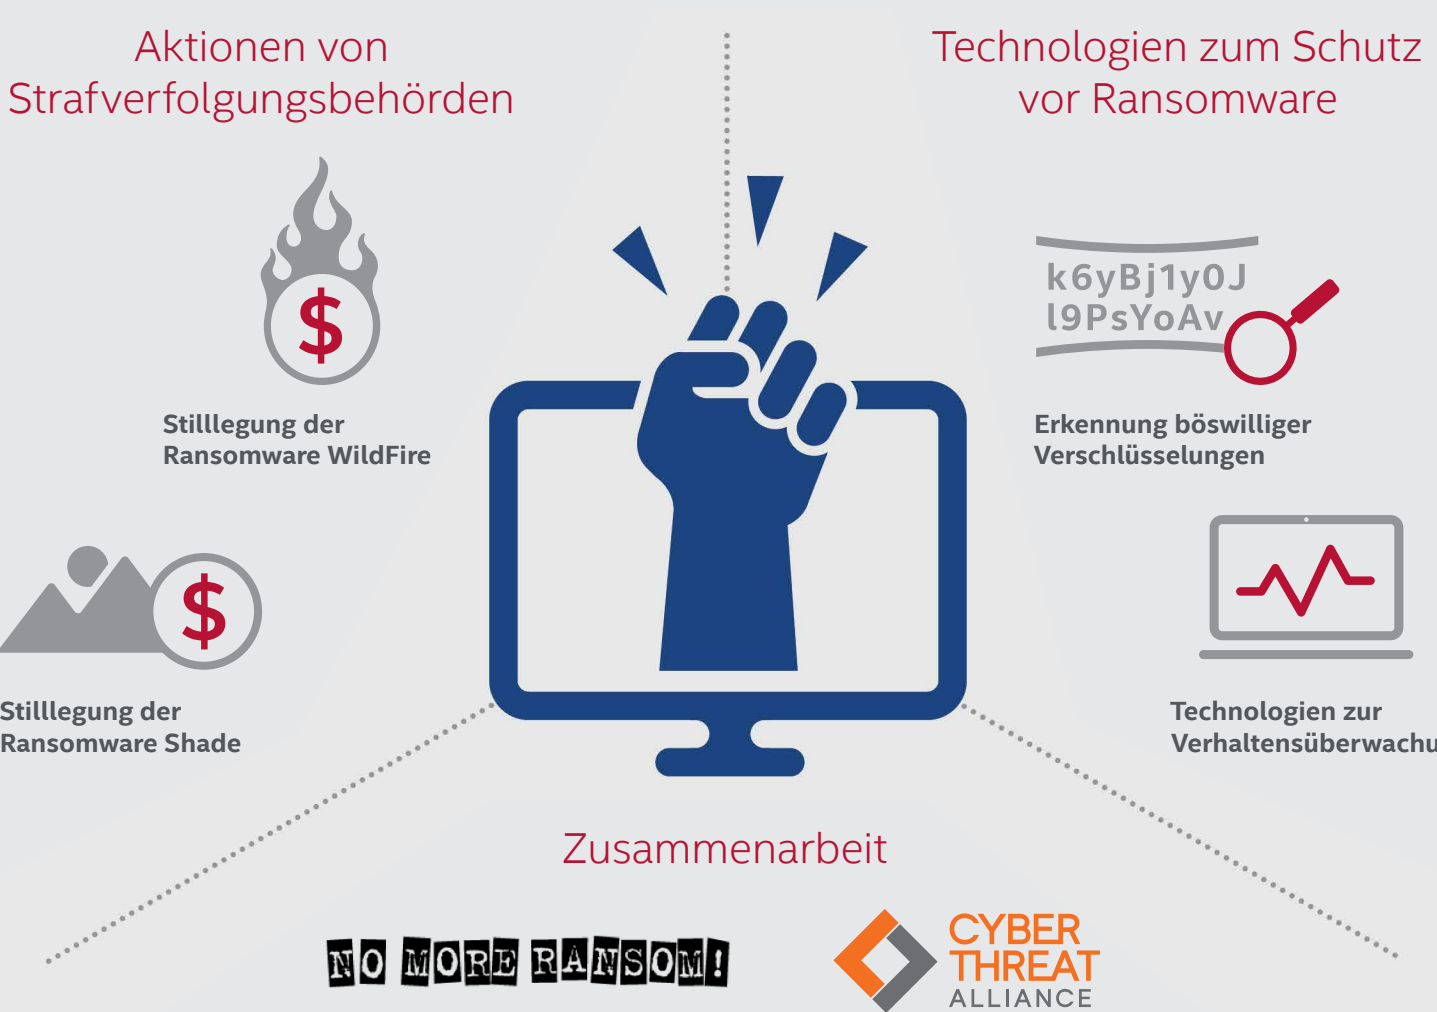 Aktionen von
Strafverfolgungsbehörden
$
Stilllegung der
Ransomware WildFire
$
Stilllegung der
Ransomware Shade
Technologien zum Schutz
vor Ransomware
k6yBj1y0J
l9PsYoAv
Erkennung böswilliger
Verschlüsselungen
Technologien zur
Verhaltensüberwachu
Zusammenarbeit
NO MORE RANSOM!
CYBER
THREAT
ALLIANCE